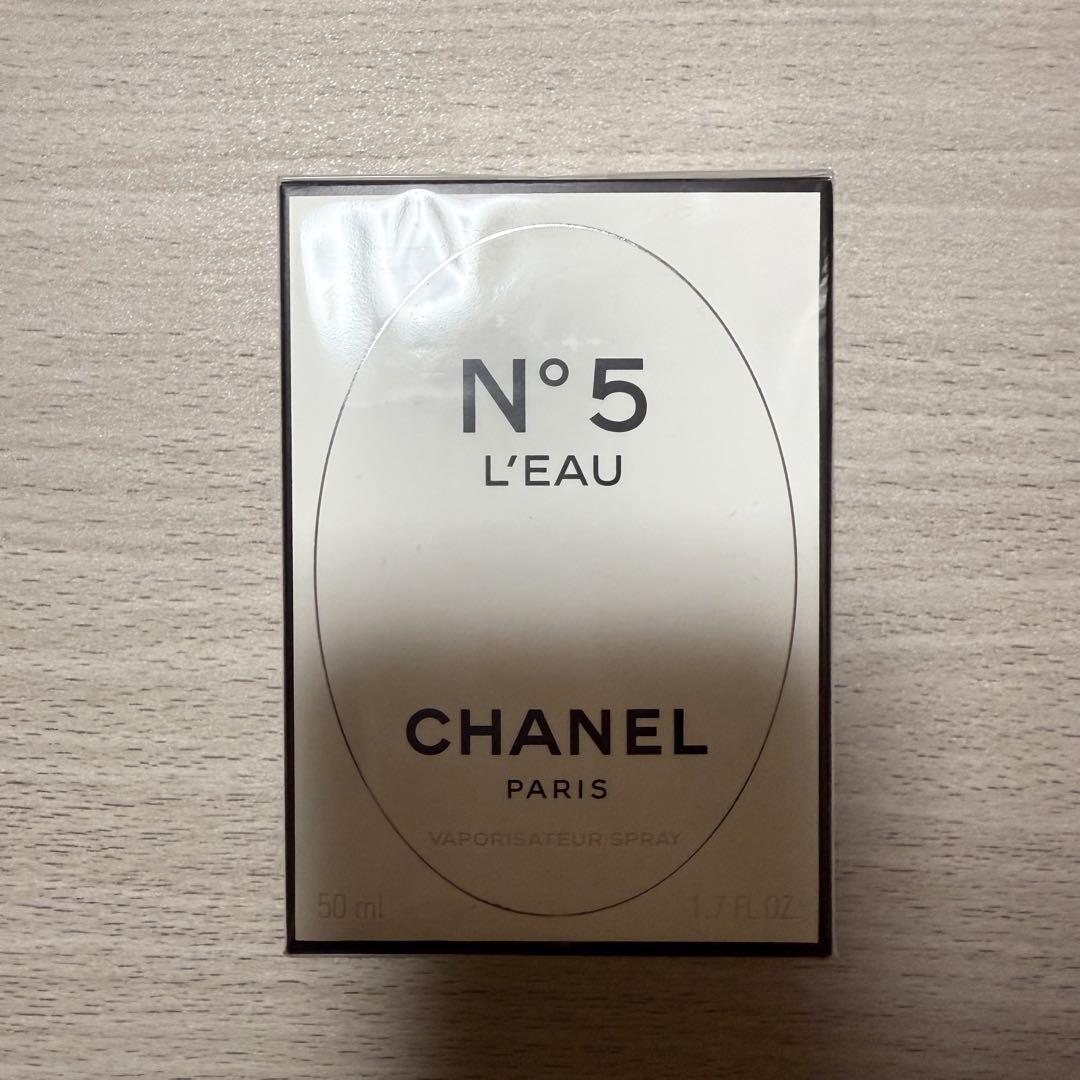 N°5
L'EAU
CHANEL
PARIS
VAPORISATEUR SPRAY
50 ml 1.7 FL.OZ.